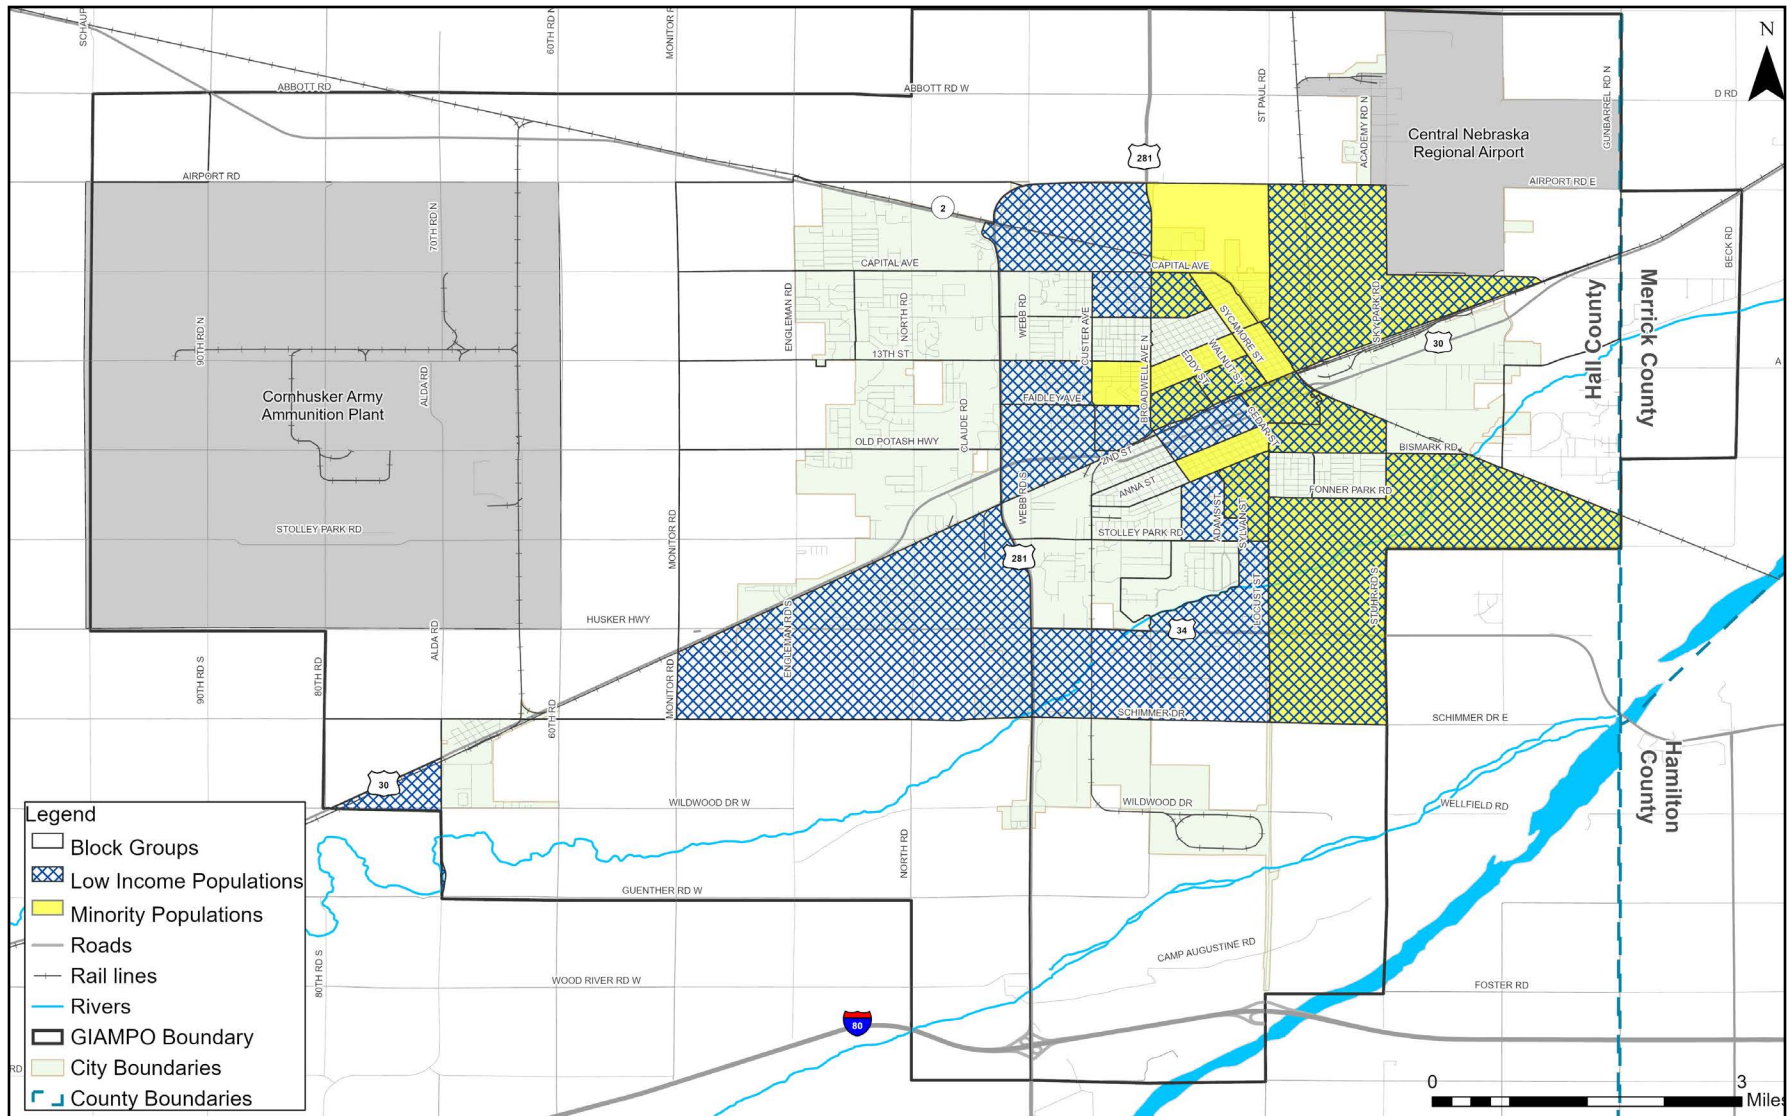 SCHAUP
60TH RD N
MONITOR R
N
ABBOTT RD
ABBOTT RD W
ST PAUL RD
ACADEMY RD N
GUNBARREL RD N
D RD
Central Nebraska
Regional Airport
281
AIRPORT RD
AIRPORT RD E
2
70TH RD N
BECK RD
CAPITAL AVE
CAPITAL AVE
Hall County
Merrick County
ENGLEMAN RD
NORTH RD
WEBB RD
CUSTER AVE
SYCAMORE ST
SKYPARK RD
90TH RD N
30
13TH ST
BROADWELL AVE N
EDDY ST
WALNUT ST
A
ALDA RD
Cornhusker Army
Ammunition Plant
FAIDLEY AVE
CLAUDE RD
CEDAR ST
OLD POTASH HWY
BISMARK RD
2ND ST
ANNA ST
FONNER PARK RD
WEBB RD S
ADAMS ST
SYLVAN ST
STOLLEY PARK RD
STOLLEY PARK RD
MONITOR RD
281
LOCUST ST
STUHR RD S
HUSKER HWY
ENGLEMAN RD S
34
ALDA RD
90TH RD S
80TH RD
MONITOR RD
60TH RD
SCHIMMER DR
SCHIMMER DR E
30
Hamilton
County
WILDWOOD DR W
WILDWOOD DR
WELLFIELD RD
NORTH RD
GUENTHER RD W
80TH RD S
CAMP AUGUSTINE RD
WOOD RIVER RD W
FOSTER RD
80
RD
Legend
Block Groups
Low Income Populations
Minority Populations
Roads
Rail lines
Rivers
GIAMPO Boundary
City Boundaries
County Boundaries
0 3
Miles